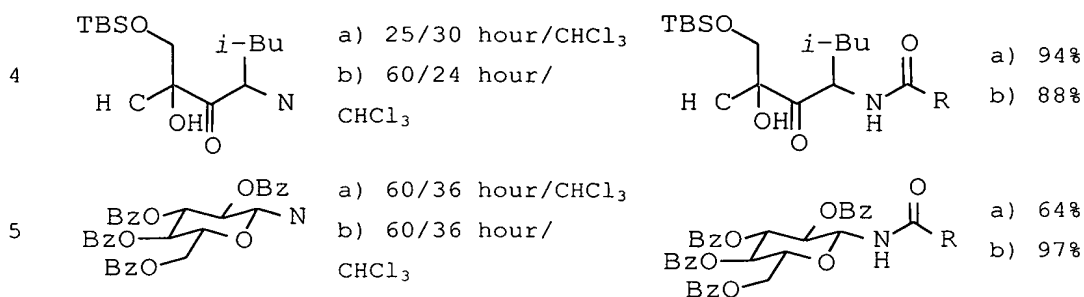 TBSO
i-Bu
4
H C
OH
O
N
a) 25/30 hour/CHCl3
b) 60/24 hour/
CHCl3
TBSO
i-Bu
O
H C
OH
O
N
H
R
a) 94%
b) 88%
5
OBz
BzO
BzO
BzO
O
N
a) 60/36 hour/CHCl3
b) 60/36 hour/
CHCl3
O
OBz
BzO
BzO
BzO
O
N
H
R
a) 64%
b) 97%